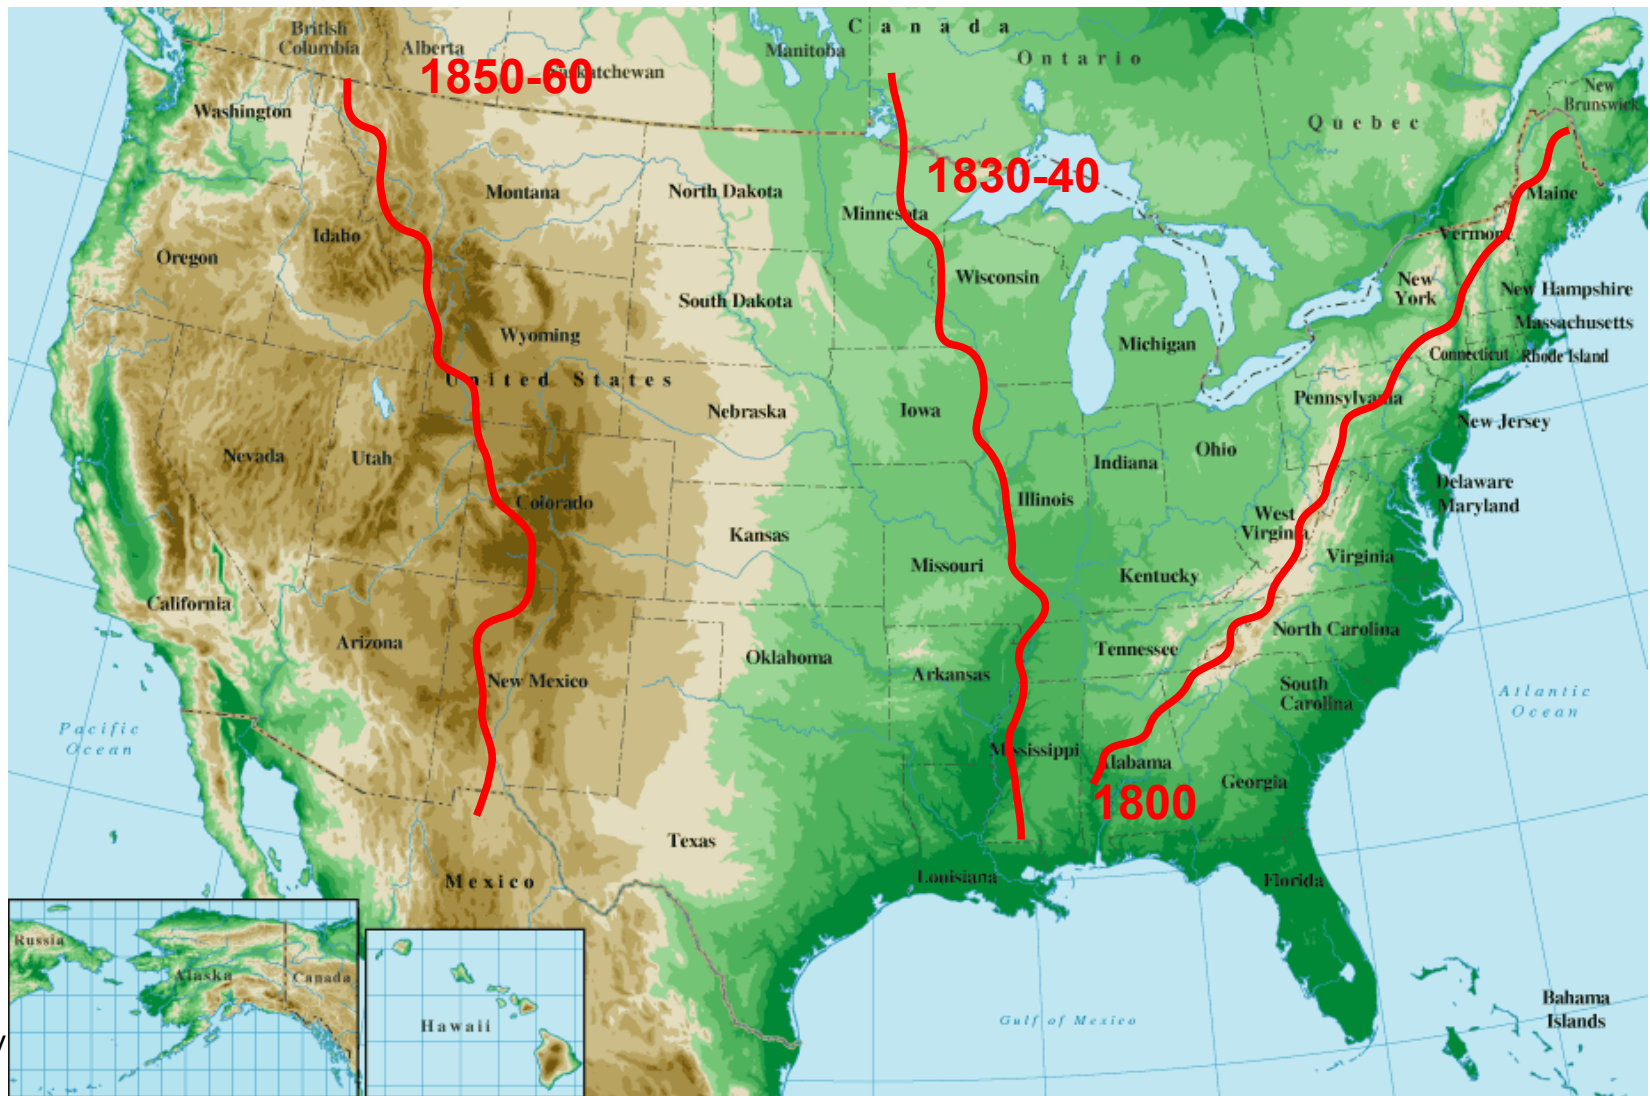 British
Columbia
Alberta
Saskatchewan
Manitoba
Canada
Ontario
Quebec
New
Brunswick
1850-60
1830-40
1800
Washington
Montana
North Dakota
Minnesota
Maine
Vermont
Idaho
Oregon
South Dakota
Wisconsin
New
York
New Hampshire
Massachusetts
Connecticut
Rhode Island
Michigan
Wyoming
United States
Nebraska
Iowa
Pennsylvania
New Jersey
Nevada
Utah
Colorado
Illinois
Indiana
Ohio
Delaware
Maryland
West
Virginia
Virginia
Kansas
Missouri
Kentucky
California
Arizona
New Mexico
Oklahoma
Arkansas
Tennessee
North Carolina
South
Carolina
Pacific
Ocean
Atlantic
Ocean
Mississippi
Alabama
Georgia
Texas
Louisiana
Florida
Mexico
Russia
Alaska
Canada
Hawaii
Gulf of Mexico
Bahama
Islands